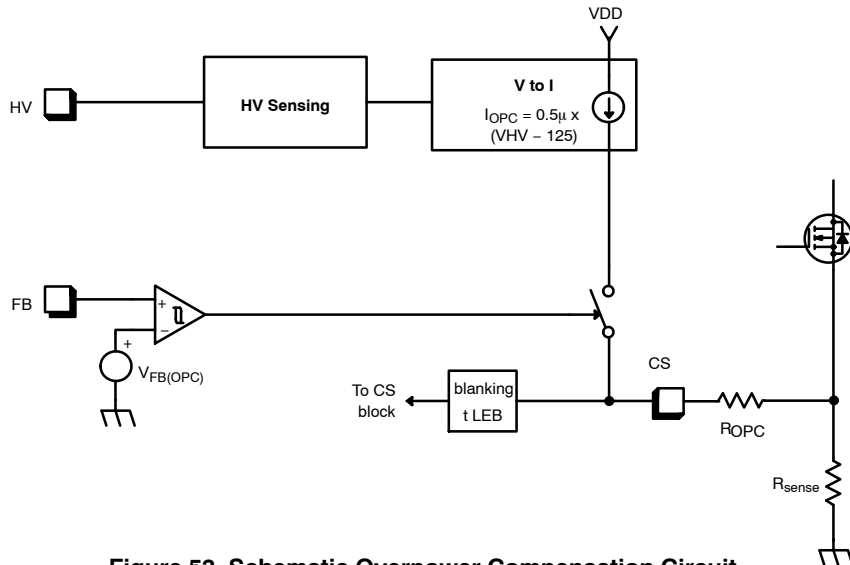 VDD
HV
HV Sensing
V to I
IOPC = 0.5μ x
(VHV − 125)
FB
+
−
+
VFB(OPC)
To CS
block
blanking
t LEB
CS
ROPC
Rsense
Figure 52. Schematic Overpower Compensation Circuit